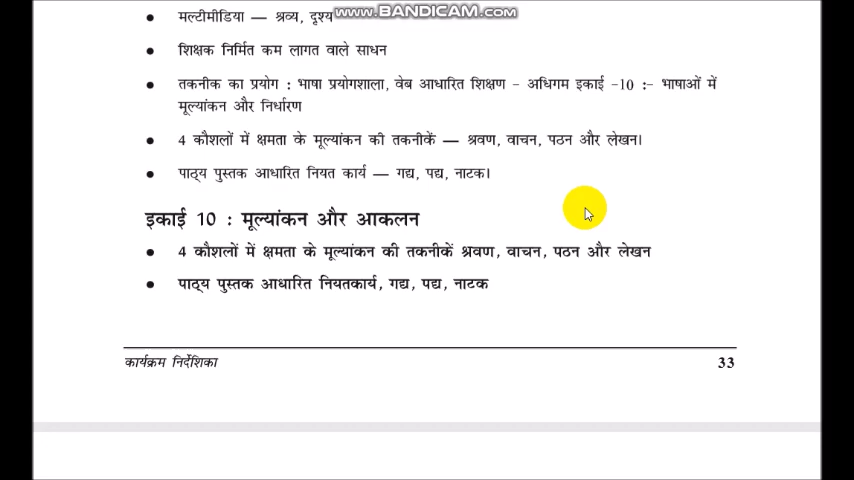 www.BANDICAM.com
• मल्टीमीडिया — श्रव्य, दृश्य
• शिक्षक निर्मित कम लागत वाले साधन
• तकनीक का प्रयोग : भाषा प्रयोगशाला, वेब आधारित शिक्षण – अधिगम इकाई -10 :- भाषाओं में
मूल्यांकन और निर्धारण
• 4 कौशलों में क्षमता के मूल्यांकन की तकनीकें — श्रवण, वाचन, पठन और लेखन।
• पाठ्य पुस्तक आधारित नियत कार्य — गद्य, पद्य, नाटक।
इकाई 10 : मूल्यांकन और आकलन
• 4 कौशलों में क्षमता के मूल्यांकन की तकनीकें श्रवण, वाचन, पठन और लेखन
• पाठ्य पुस्तक आधारित नियतकार्य, गद्य, पद्य, नाटक
कार्यक्रम निर्देशिका 33